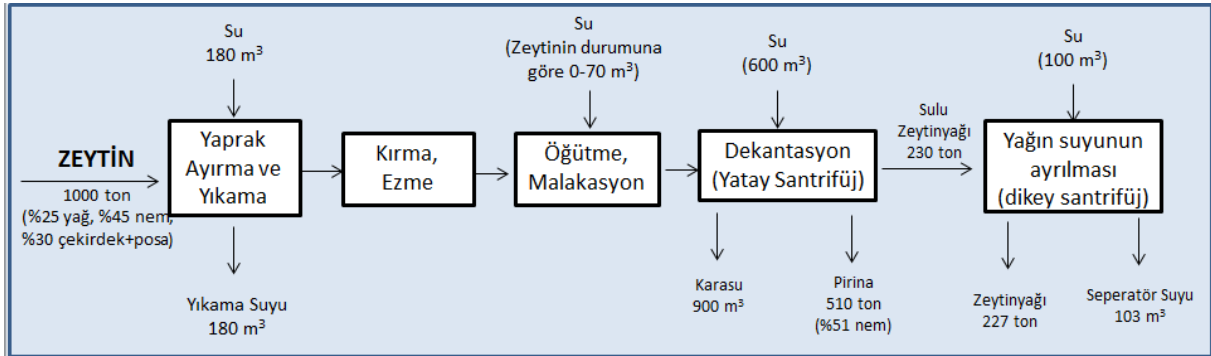 Su
180 m³
Su
(Zeytinin durumuna
göre 0-70 m³)
Su
(600 m³)
Su
(100 m³)
ZEYTİN
1000 ton
(%25 yağ, %45 nem,
%30 çekirdek+posa)
Yaprak
Ayırma ve
Yıkama
Kırma,
Ezme
Öğütme,
Malakasyon
Dekantasyon
(Yatay Santrifüj)
Sulu
Zeytinyağı
230 ton
Yağın suyunun
ayrılması
(dikey santrifüj)
Yıkama Suyu
180 m³
Karasu
900 m³
Pirina
510 ton
(%51 nem)
Zeytinyağı
227 ton
Seperatör Suyu
103 m³